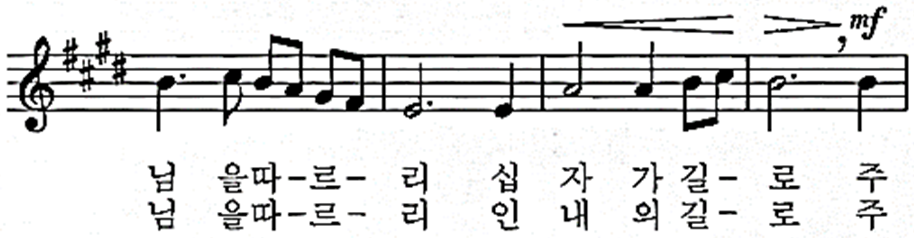 mf
님 을따-르- 리 십 자 가 길- 로 주
님 을따-르- 리 인 내 의 길- 로 주